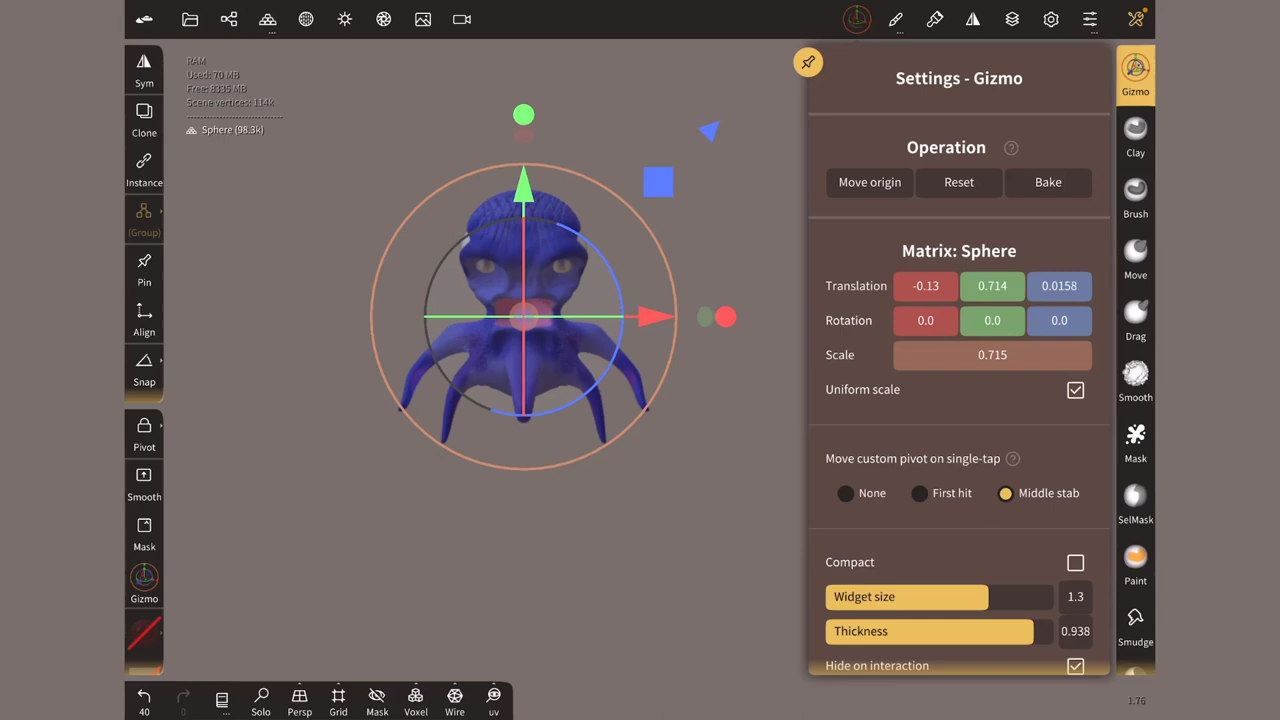 RAM
Used: 70 MB
Free: 8335 MB
Scene vertices: 114k
Sphere (98.3k)
Sym
Clone
Instance
(Group)
Pin
Align
Snap
Pivot
Smooth
Mask
Gizmo
Settings - Gizmo
Operation ?
Move origin Reset Bake
Matrix: Sphere
Translation -0.13 0.714 0.0158
Rotation 0.0 0.0 0.0
Scale 0.715
Uniform scale
Move custom pivot on single-tap ?
None First hit Middle stab
Compact
Widget size 1.3
Thickness 0.938
Hide on interaction
Gizmo
Clay
Brush
Move
Drag
Smooth
Mask
SelMask
Paint
Smudge
40 0 ... Solo Persp Grid Mask Voxel Wire uv
1.76